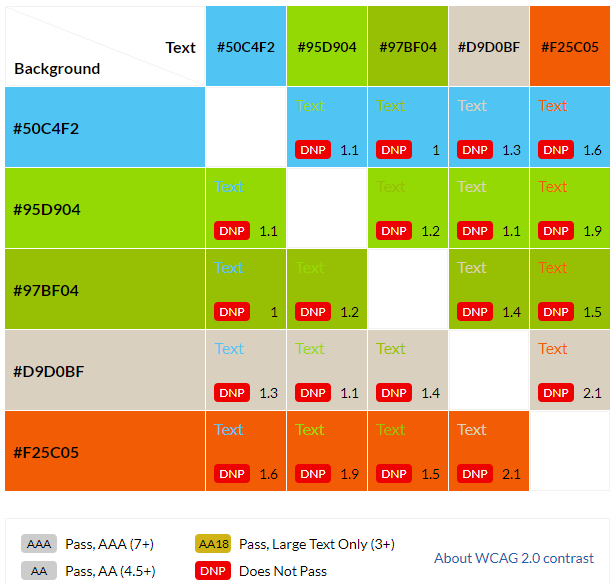 Text #50C4F2 #95D904 #97BF04 #D9D0BF #F25C05
Background
#50C4F2 Text Text Text Text
DNP 1.1 DNP 1 DNP 1.3 DNP 1.6
#95D904 Text Text Text Text
DNP 1.1 DNP 1.2 DNP 1.1 DNP 1.9
#97BF04 Text Text Text Text
DNP 1 DNP 1.2 DNP 1.4 DNP 1.5
#D9D0BF Text Text Text Text
DNP 1.3 DNP 1.1 DNP 1.4 DNP 2.1
#F25C05 Text Text Text Text
DNP 1.6 DNP 1.9 DNP 1.5 DNP 2.1
AAA Pass, AAA (7+) AA18 Pass, Large Text Only (3+)
About WCAG 2.0 contrast
AA Pass, AA (4.5+) DNP Does Not Pass